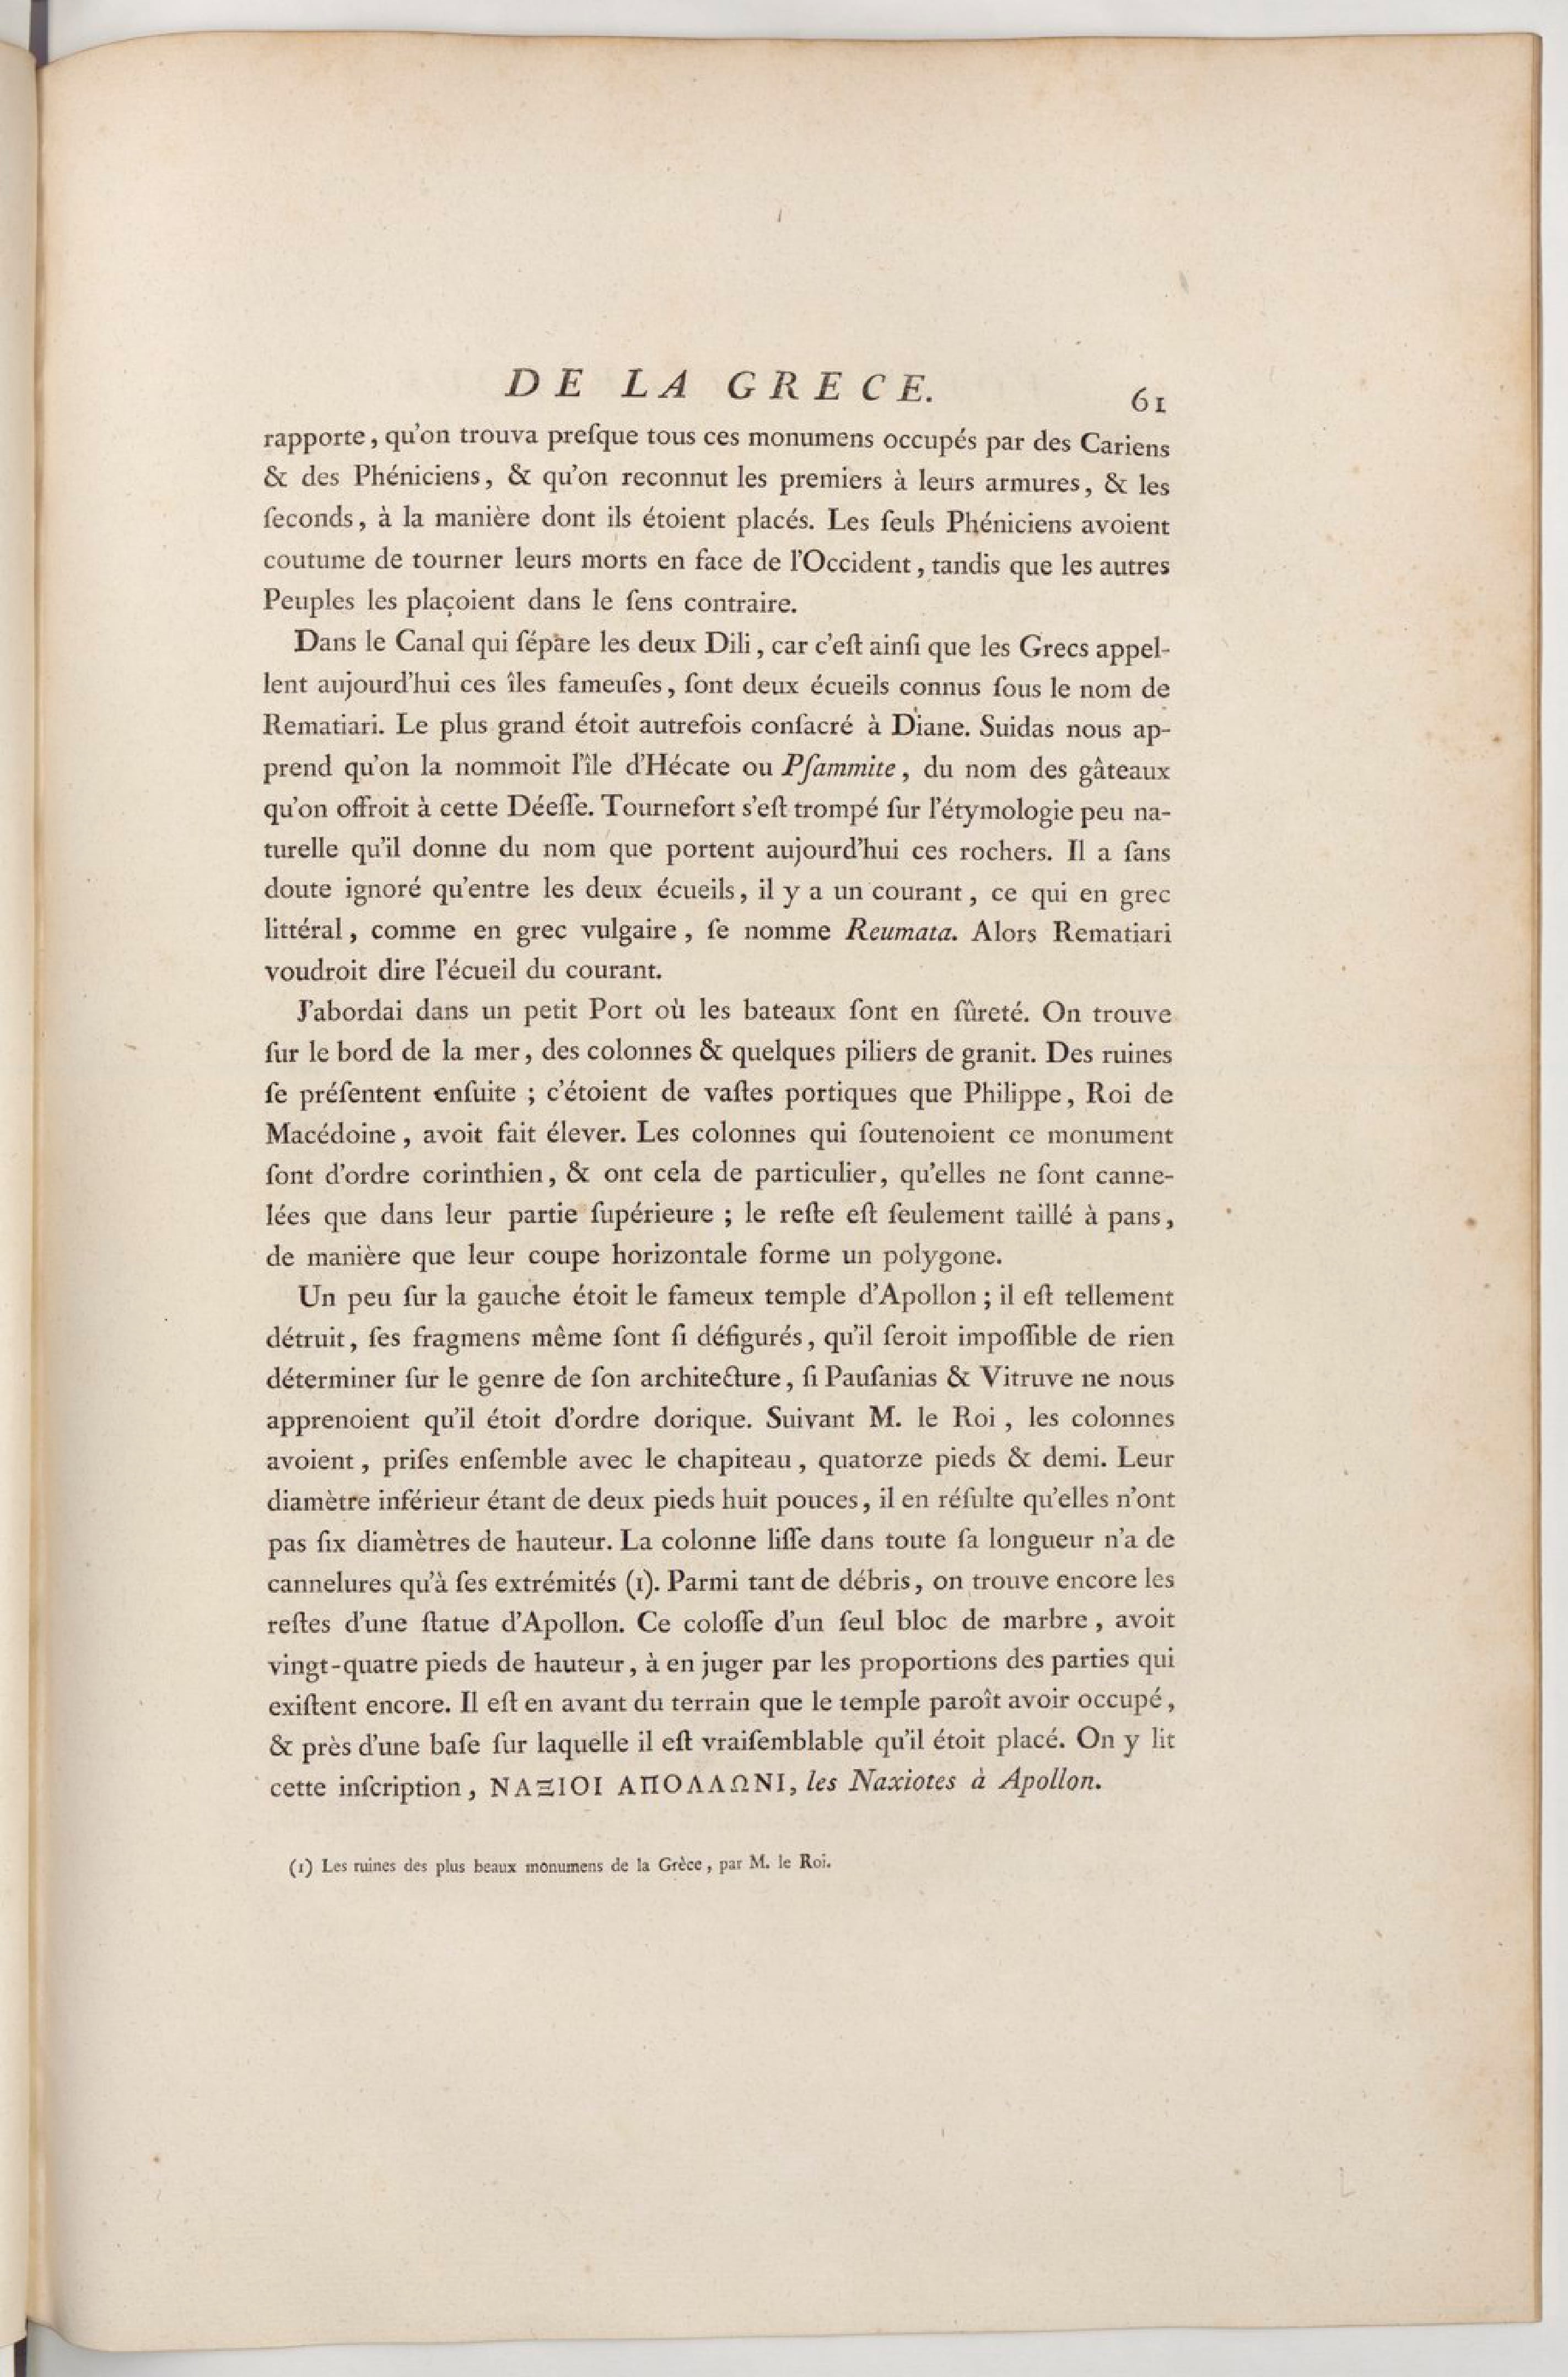 DE LA GRECE. 61
rapporte, qu'on trouva preſque tous ces monumens occupés par des Cariens
& des Phéniciens, & qu'on reconnut les premiers à leurs armures, & les
ſeconds, à la manière dont ils étoient placés. Les ſeuls Phéniciens avoient
coutume de tourner leurs morts en face de l'Occident, tandis que les autres
Peuples les plaçoient dans le ſens contraire.
Dans le Canal qui ſépare les deux Dili, car c'eſt ainſi que les Grecs appel-
lent aujourd'hui ces îles fameuſes, ſont deux écueils connus ſous le nom de
Rematiari. Le plus grand étoit autrefois conſacré à Diane. Suidas nous ap-
prend qu'on la nommoit l'île d'Hécate ou Pſammite, du nom des gâteaux
qu'on offroit à cette Déeſſe. Tournefort s'eſt trompé ſur l'étymologie peu na-
turelle qu'il donne du nom que portent aujourd'hui ces rochers. Il a ſans
doute ignoré qu'entre les deux écueils, il y a un courant, ce qui en grec
littéral, comme en grec vulgaire, ſe nomme Reumata. Alors Rematiari
voudroit dire l'écueil du courant.
J'abordai dans un petit Port où les bateaux ſont en ſûreté. On trouve
ſur le bord de la mer, des colonnes & quelques piliers de granit. Des ruines
ſe préſentent enſuite ; c'étoient de vaſtes portiques que Philippe, Roi de
Macédoine, avoit fait élever. Les colonnes qui ſoutenoient ce monument
ſont d'ordre corinthien, & ont cela de particulier, qu'elles ne ſont canne-
lées que dans leur partie ſupérieure ; le reſte eſt ſeulement taillé à pans,
de manière que leur coupe horizontale forme un polygone.
Un peu ſur la gauche étoit le fameux temple d'Apollon ; il eſt tellement
détruit, ſes fragmens même ſont ſi défigurés, qu'il ſeroit impoſſible de rien
déterminer ſur le genre de ſon architecture, ſi Pauſanias & Vitruve ne nous
apprenoient qu'il étoit d'ordre dorique. Suivant M. le Roi, les colonnes
avoient, priſes enſemble avec le chapiteau, quatorze pieds & demi. Leur
diamètre inférieur étant de deux pieds huit pouces, il en réſulte qu'elles n'ont
pas ſix diamètres de hauteur. La colonne liſſe dans toute ſa longueur n'a de
cannelures qu'à ſes extrémités (1). Parmi tant de débris, on trouve encore les
reſtes d'une ſtatue d'Apollon. Ce coloſſe d'un ſeul bloc de marbre, avoit
vingt-quatre pieds de hauteur, à en juger par les proportions des parties qui
exiſtent encore. Il eſt en avant du terrain que le temple paroît avoir occupé,
& près d'une baſe ſur laquelle il eſt vraiſemblable qu'il étoit placé. On y lit
cette inſcription, ΝΑΞΙΟΙ ΑΠΟΛΛΩΝΙ, les Naxiotes à Apollon.
(1) Les ruines des plus beaux monumens de la Grèce, par M. le Roi.